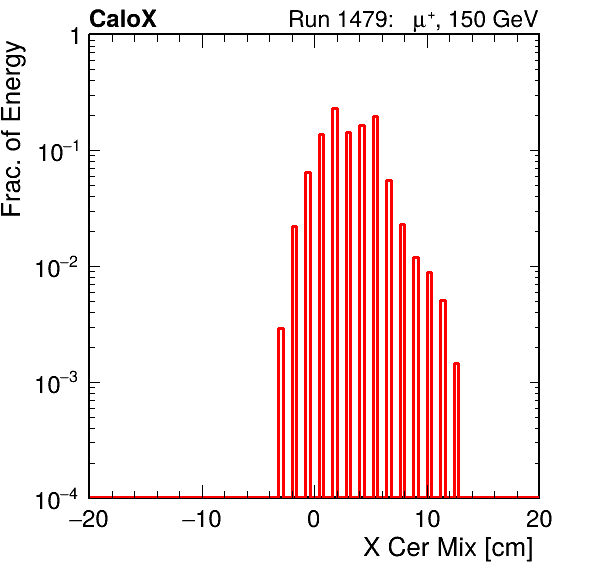 CaloX Run 1479: μ⁺, 150 GeV
Frac. of Energy
1
10⁻¹
10⁻²
10⁻³
10⁻⁴
−20 −10 0 10 20
X Cer Mix [cm]